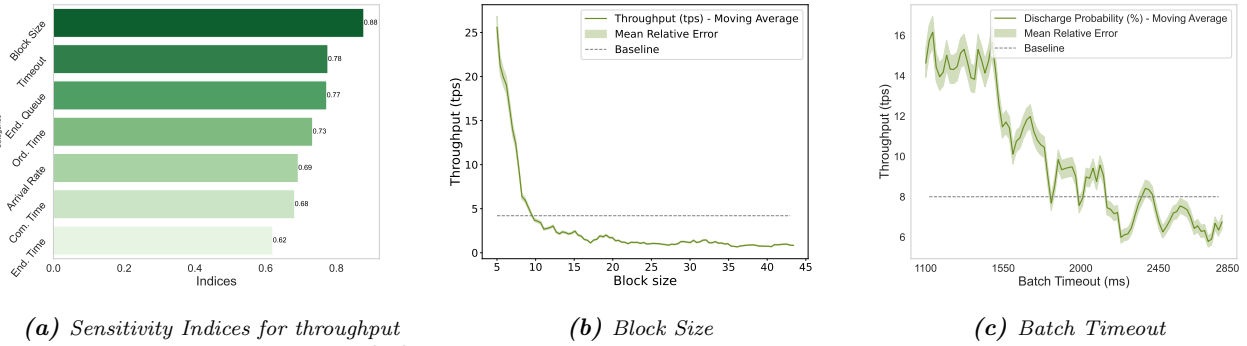 Block Size
Timeout
End. Queue
Ord. Time
Arrival Rate
Com. Time
End. Time
0.88
0.78
0.77
0.73
0.69
0.68
0.62
0.0 0.2 0.4 0.6 0.8
Indices
(a) Sensitivity Indices for throughput
Throughput (tps)
25
20
15
10
5
0
Throughput (tps) - Moving Average
Mean Relative Error
Baseline
5 10 15 20 25 30 35 40 45
Block size
(b) Block Size
Throughput (tps)
16
14
12
10
8
6
Discharge Probability (%) - Moving Average
Mean Relative Error
Baseline
1100 1550 2000 2450 2850
Batch Timeout (ms)
(c) Batch Timeout